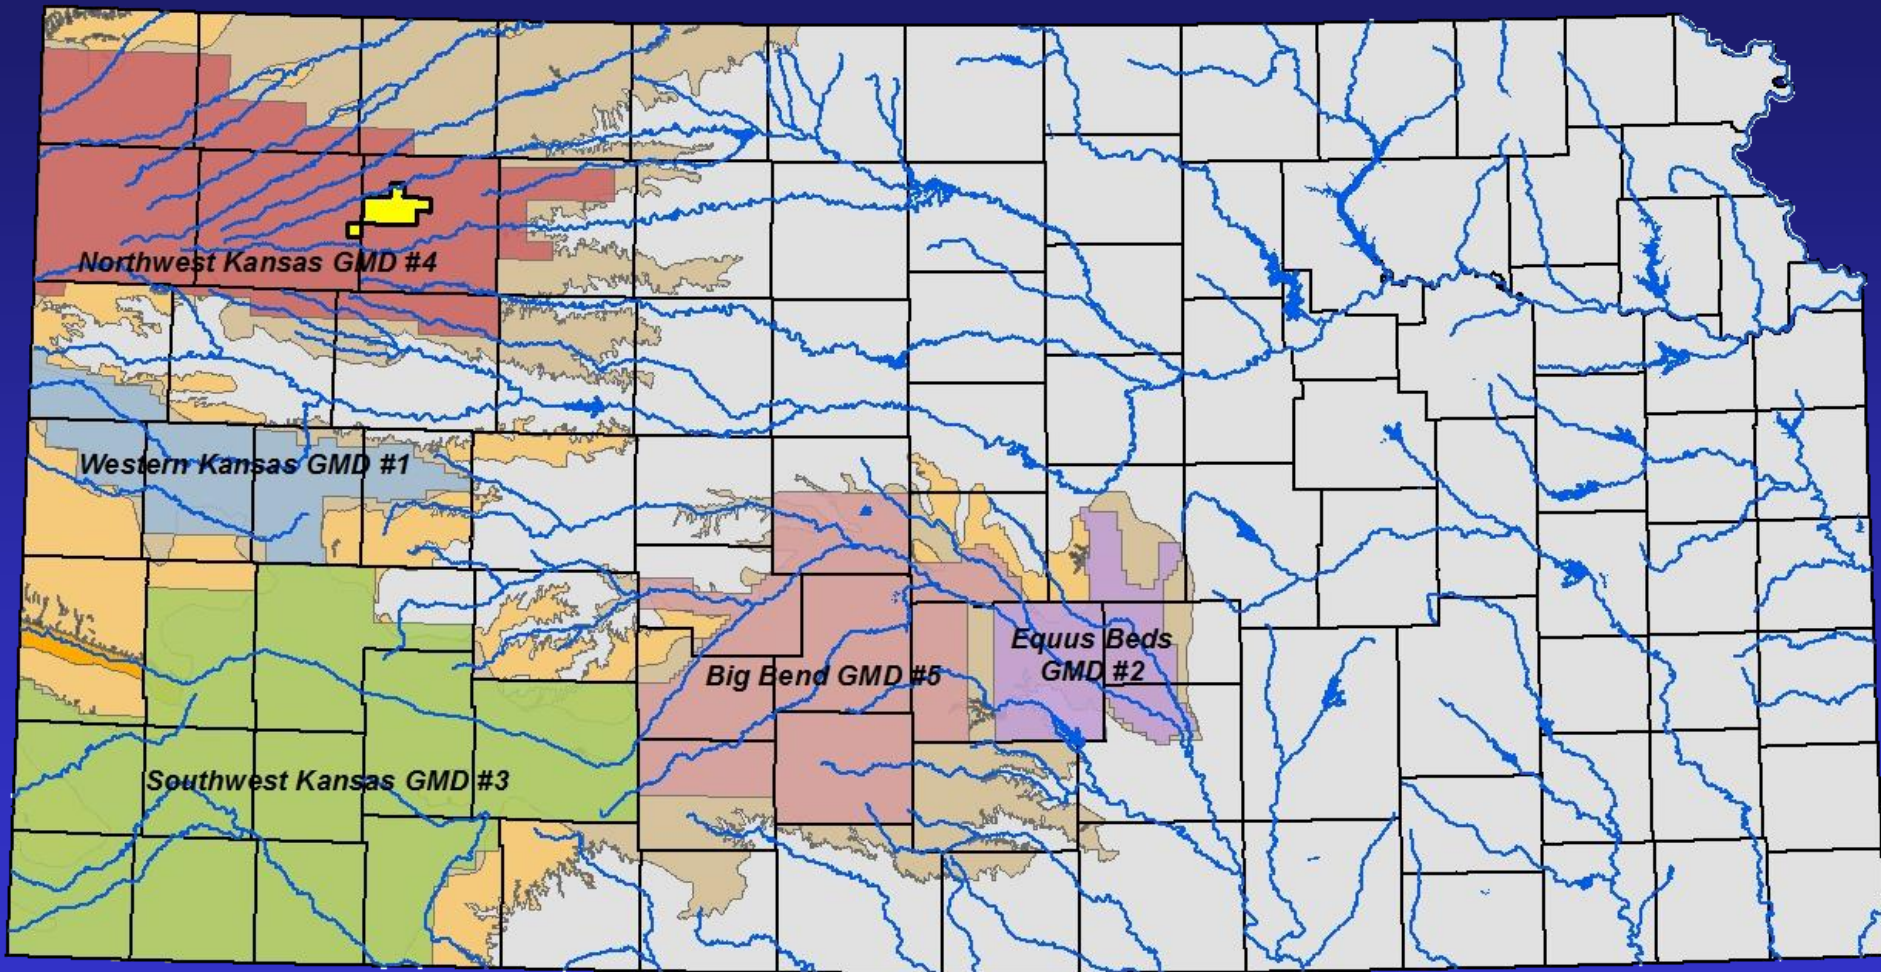 Northwest Kansas GMD #4
Western Kansas GMD #1
Equus Beds
GMD #2
Big Bend GMD #5
Southwest Kansas GMD #3